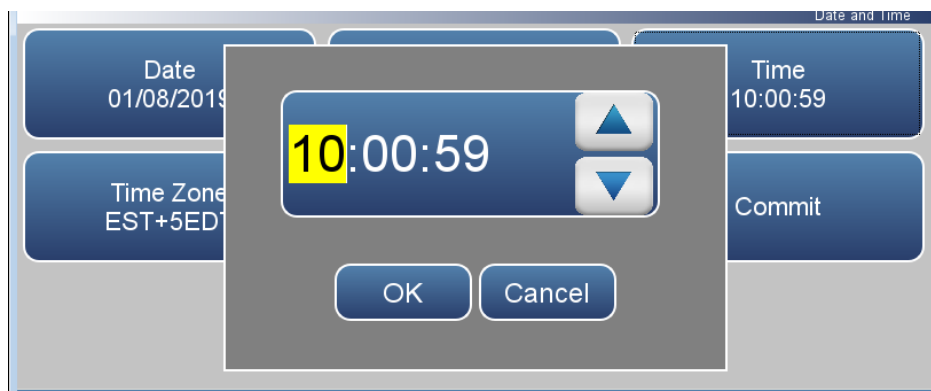 Date and Time
Date
01/08/2019
Time
10:00:59
10:00:59
Time Zone
EST+5EDT
Commit
OK
Cancel